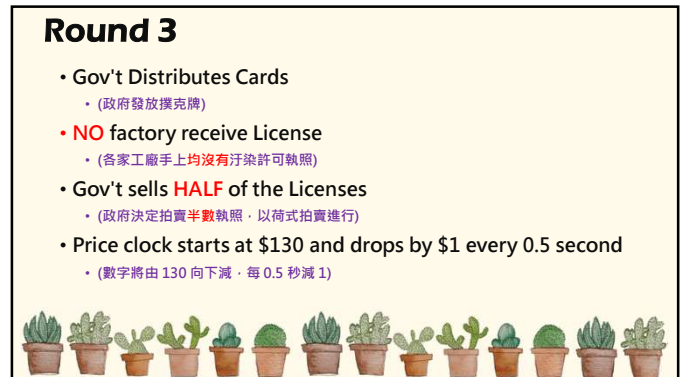 Round 3
• Gov't Distributes Cards
• (政府發放撲克牌)
• NO factory receive License
• (各家工廠手上均沒有汙染許可執照)
• Gov't sells HALF of the Licenses
• (政府決定拍賣半數執照，以荷式拍賣進行)
• Price clock starts at $130 and drops by $1 every 0.5 second
• (數字將由 130 向下減，每 0.5 秒減 1)